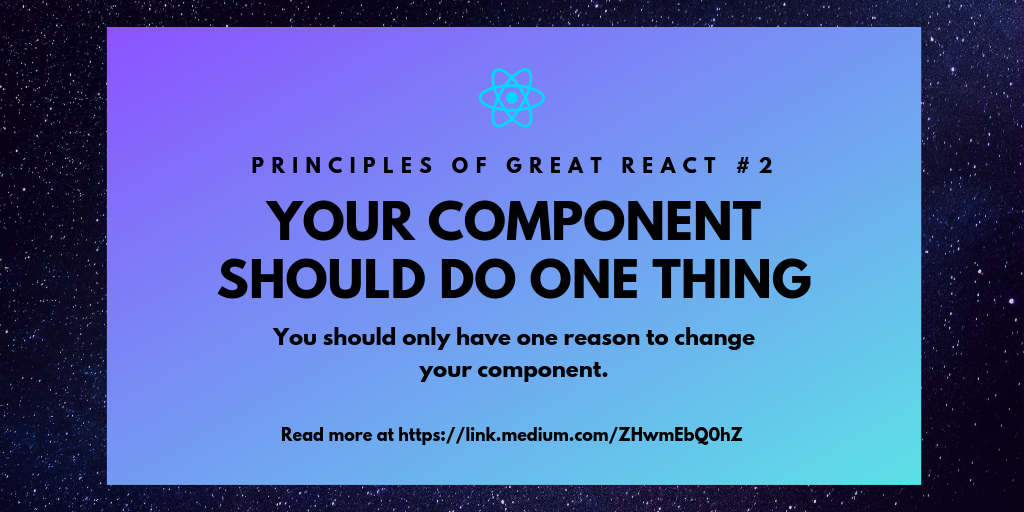 PRINCIPLES OF GREAT REACT #2
YOUR COMPONENT
SHOULD DO ONE THING
You should only have one reason to change
your component.
Read more at https://link.medium.com/ZHwmEbQ0hZ